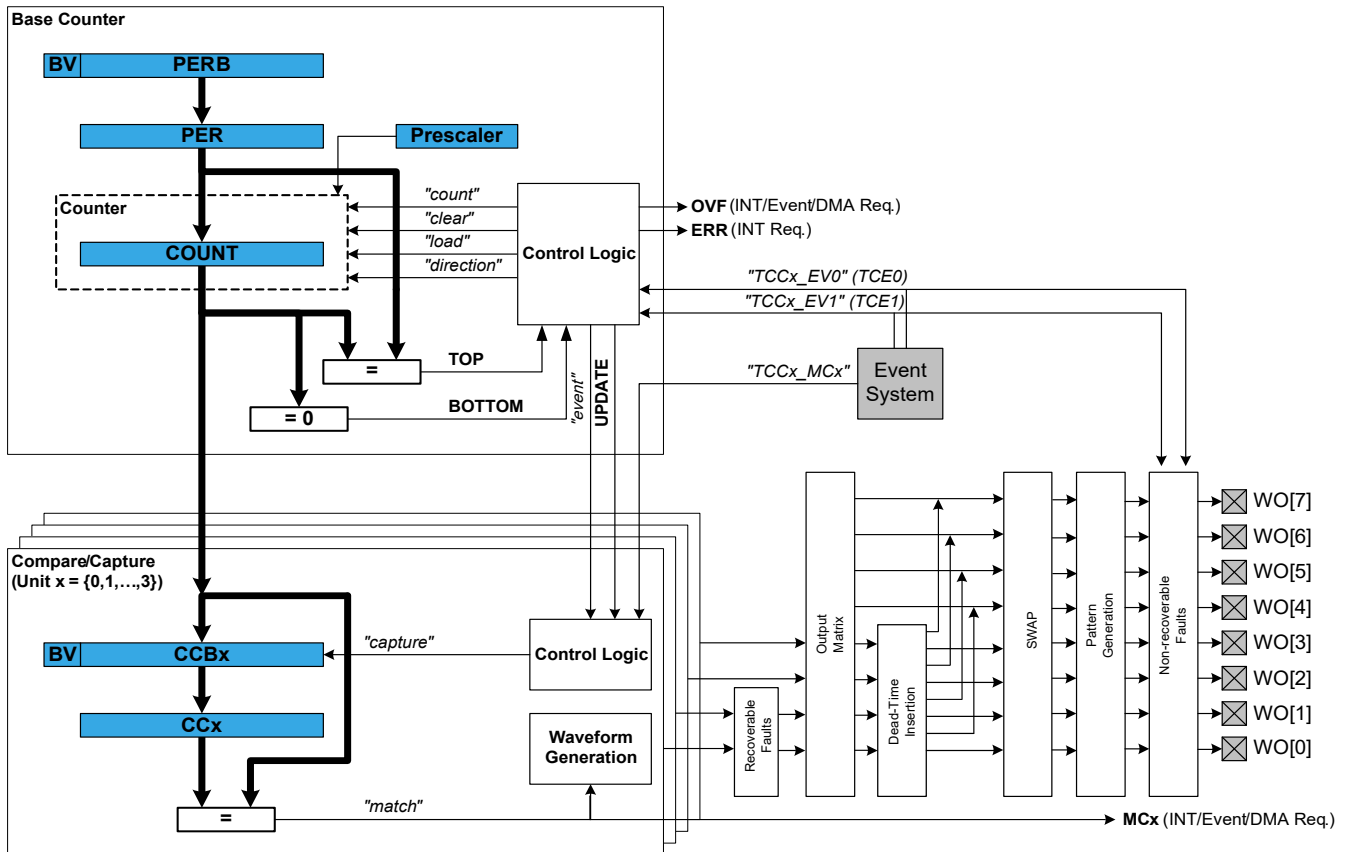 Base Counter
BV
PERB
PER
Prescaler
Counter
COUNT
"count"
"clear"
"load"
"direction"
Control Logic
OVF (INT/Event/DMA Req.)
ERR (INT Req.)
"TCCx_EV0" (TCE0)
"TCCx_EV1" (TCE1)
"TCCx_MCx"
Event
System
=
TOP
= 0
BOTTOM
"event"
UPDATE
Compare/Capture
(Unit x = {0,1,…,3})
BV
CCBx
CCx
"capture"
Control Logic
Waveform
Generation
=
"match"
Recoverable
Faults
Output
Matrix
Dead-Time
Insertion
SWAP
Pattern
Generation
Non-recoverable
Faults
WO[7]
WO[6]
WO[5]
WO[4]
WO[3]
WO[2]
WO[1]
WO[0]
MCx (INT/Event/DMA Req.)